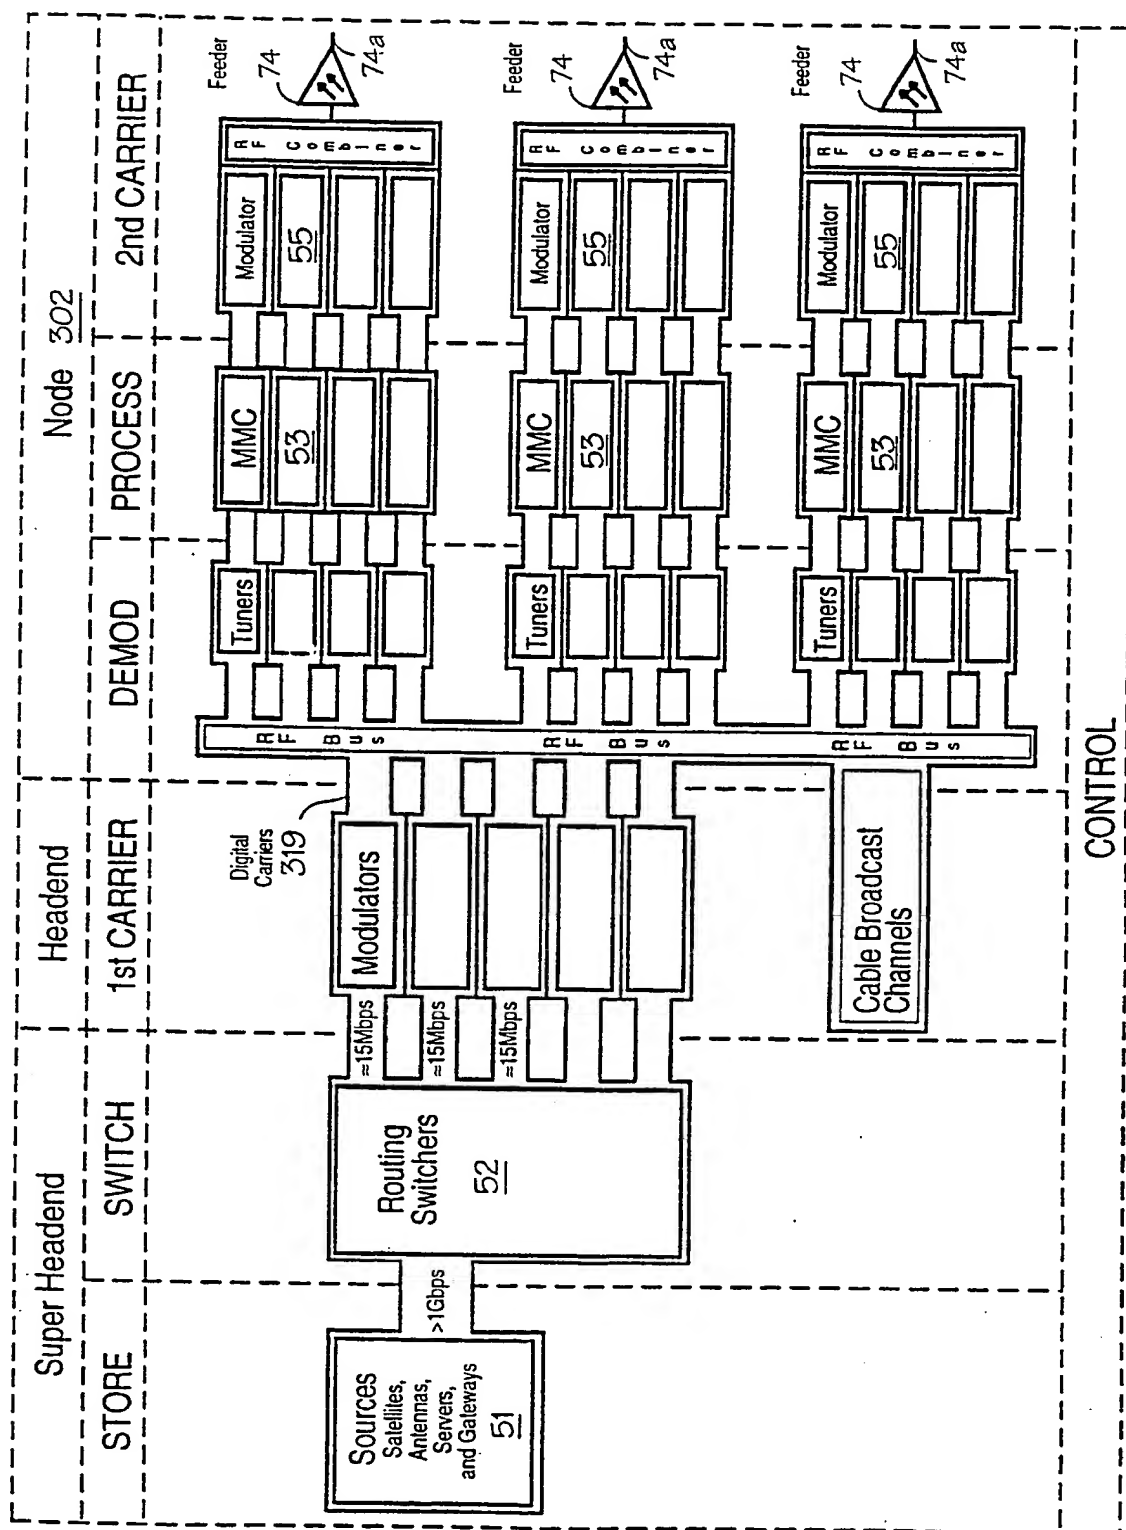 Super Headend
Headend
Node 302
STORE
SWITCH
1st CARRIER
DEMOD
PROCESS
2nd CARRIER
Sources
Satellites,
Antennas,
Servers,
and Gateways
51
>1Gbps
Routing
Switchers
52
≈15Mbps
≈15Mbps
≈15Mbps
Modulators
Digital
Carriers
319
Cable Broadcast
Channels
RF Bus
RF Bus
RF Bus
Tuners
MMC
53
Modulator
55
RF Combiner
Feeder
74
74a
Tuners
MMC
53
Modulator
55
RF Combiner
Feeder
74
74a
Tuners
MMC
53
Modulator
55
RF Combiner
Feeder
74
74a
CONTROL